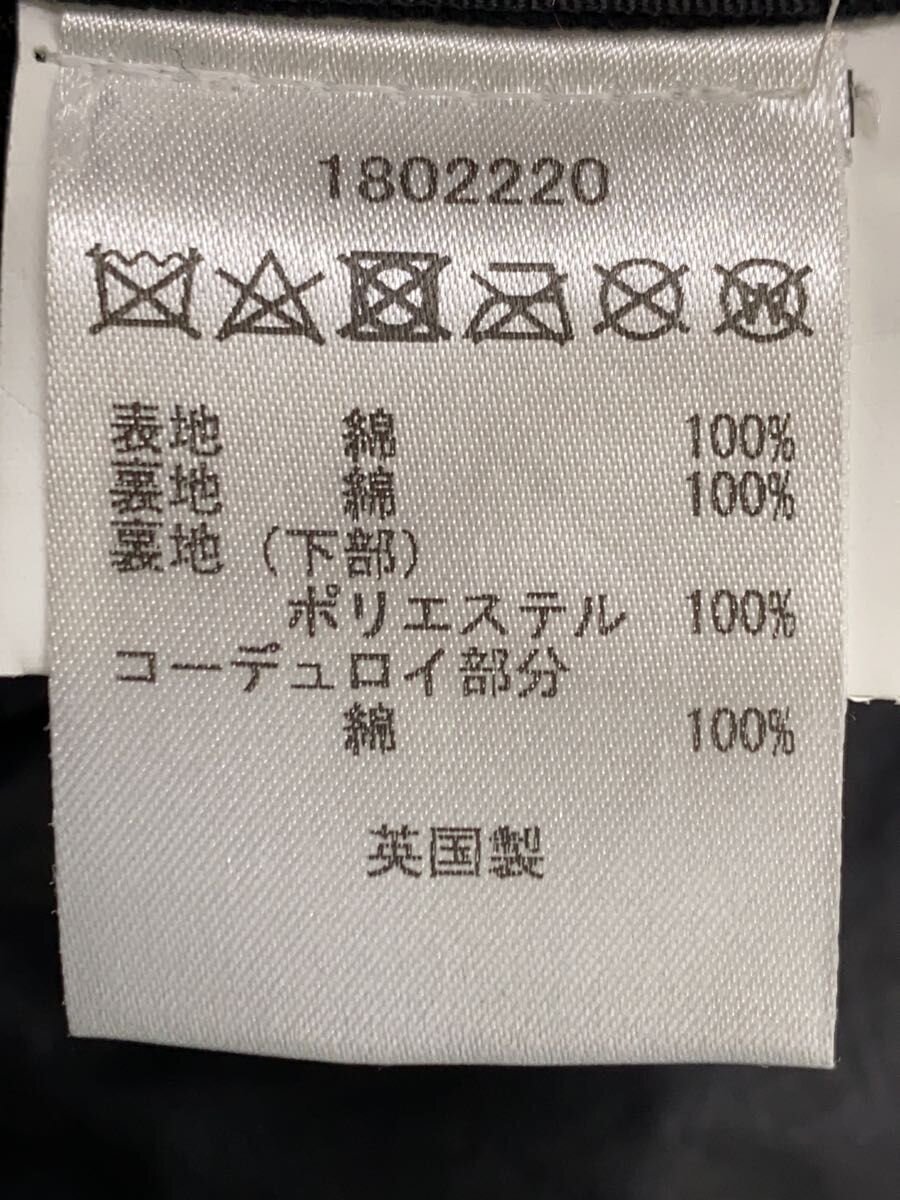 1802220
表地 綿 100%
裏地 綿 100%
裏地 (下部)
ポリエステル 100%
コーデュロイ部分
綿 100%
英国製